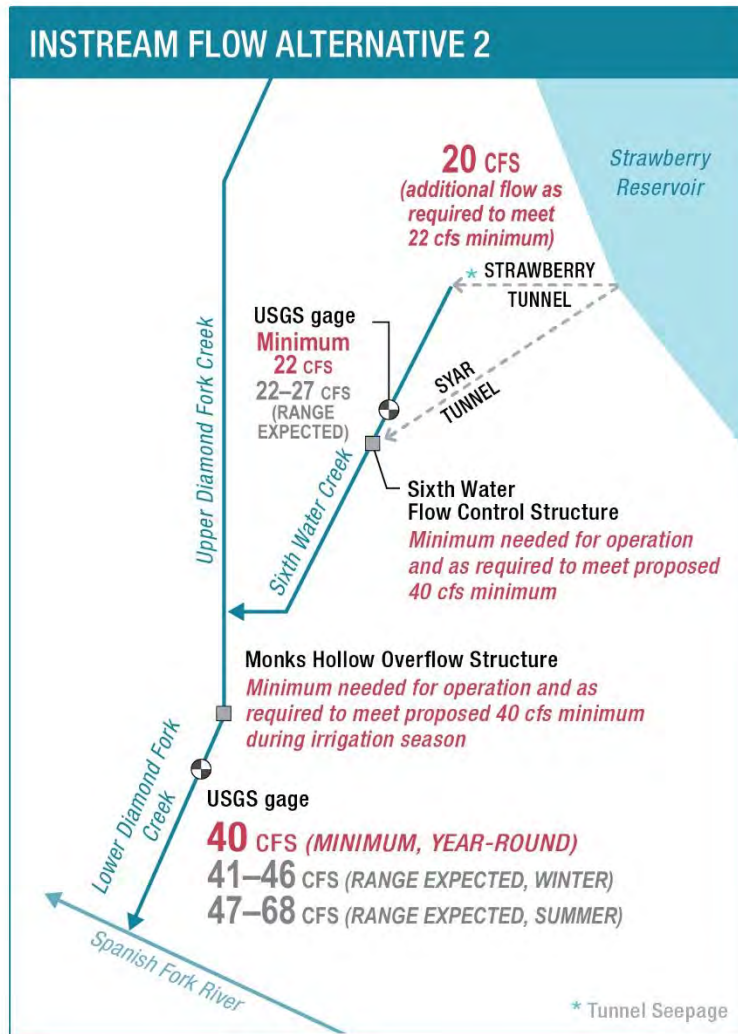 INSTREAM FLOW ALTERNATIVE 2
20 CFS
(additional flow as
required to meet
22 cfs minimum)
Strawberry
Reservoir
* STRAWBERRY
TUNNEL
SYAR
TUNNEL
USGS gage
Minimum
22 CFS
22–27 CFS
(RANGE
EXPECTED)
Upper Diamond Fork Creek
Sixth Water Creek
Sixth Water
Flow Control Structure
Minimum needed for operation
and as required to meet proposed
40 cfs minimum
Monks Hollow Overflow Structure
Minimum needed for operation and as
required to meet proposed 40 cfs minimum
during irrigation season
Lower Diamond Fork
Creek
USGS gage
40 CFS (MINIMUM, YEAR-ROUND)
41–46 CFS (RANGE EXPECTED, WINTER)
47–68 CFS (RANGE EXPECTED, SUMMER)
Spanish Fork River
* Tunnel Seepage